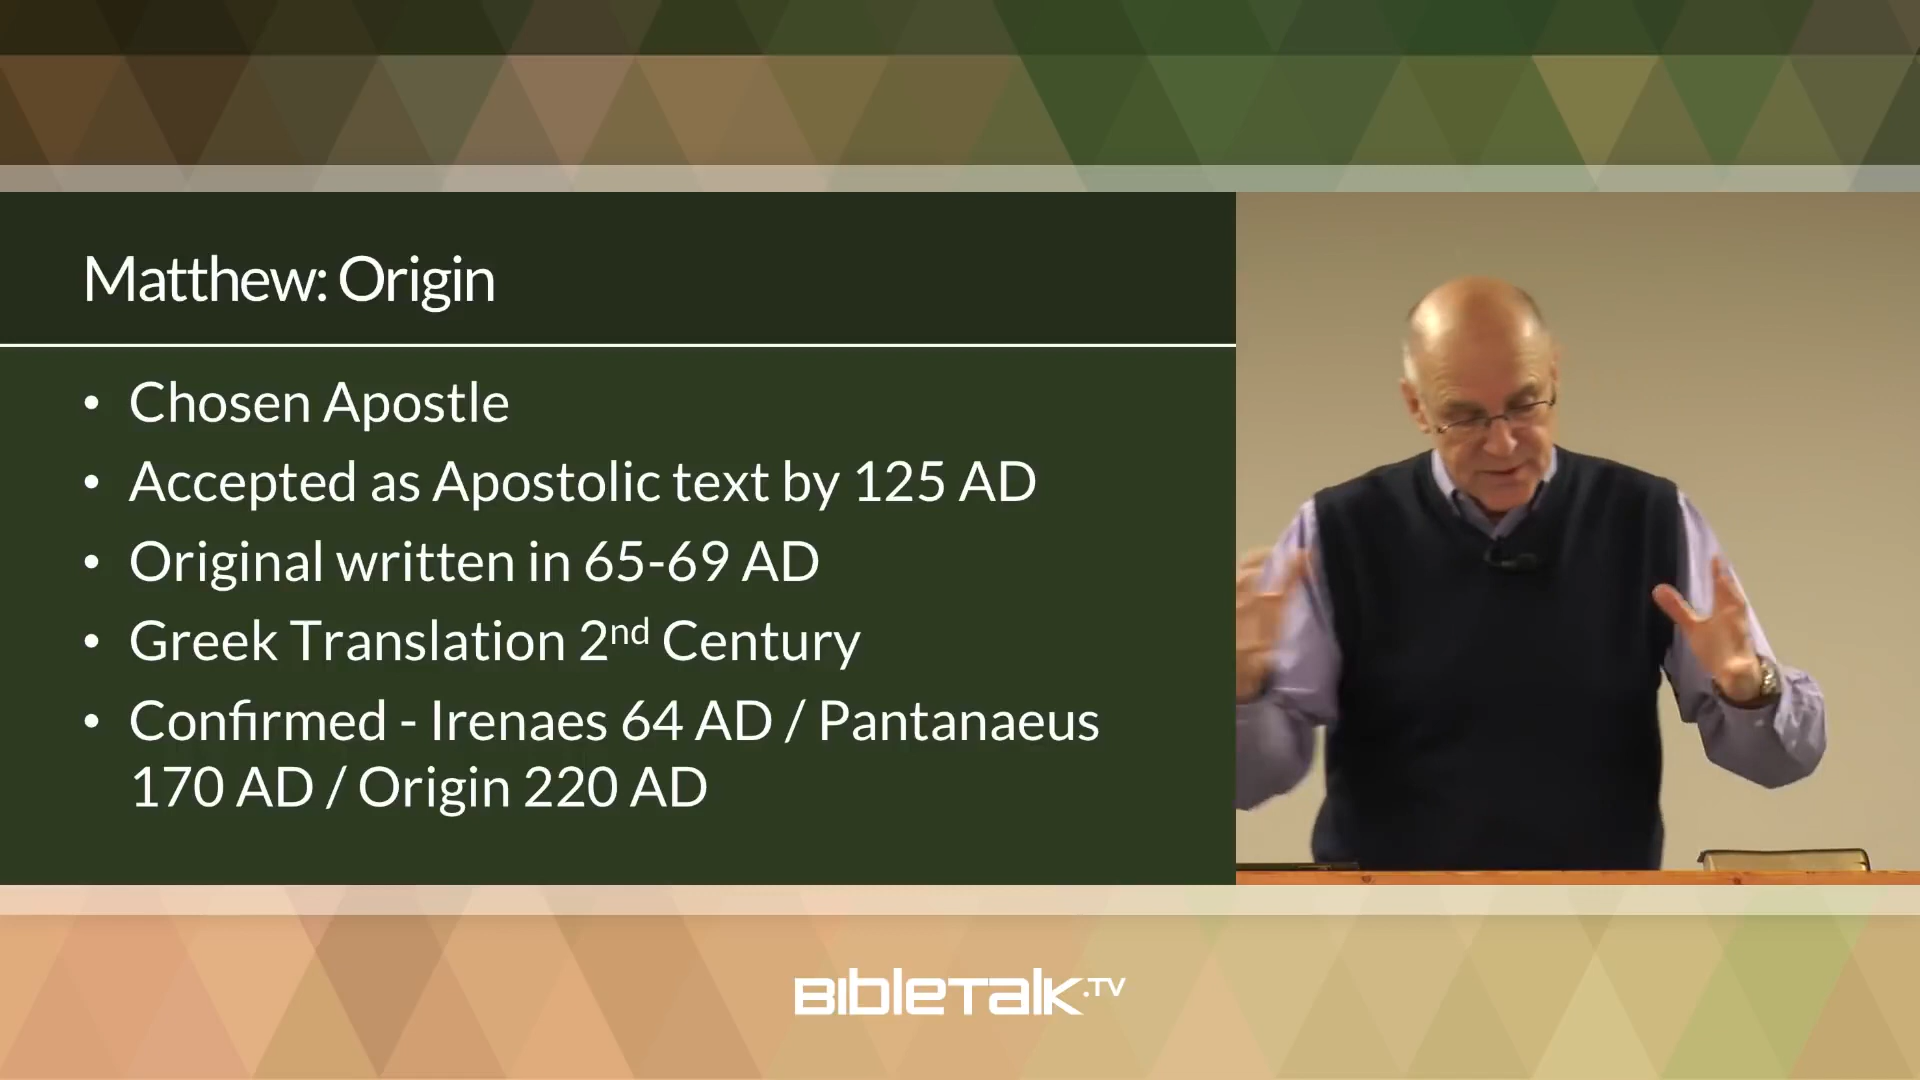 Matthew: Origin
• Chosen Apostle
• Accepted as Apostolic text by 125 AD
• Original written in 65-69 AD
• Greek Translation 2nd Century
• Confirmed - Irenaes 64 AD / Pantanaeus
170 AD / Origin 220 AD
BibleTalk.TV